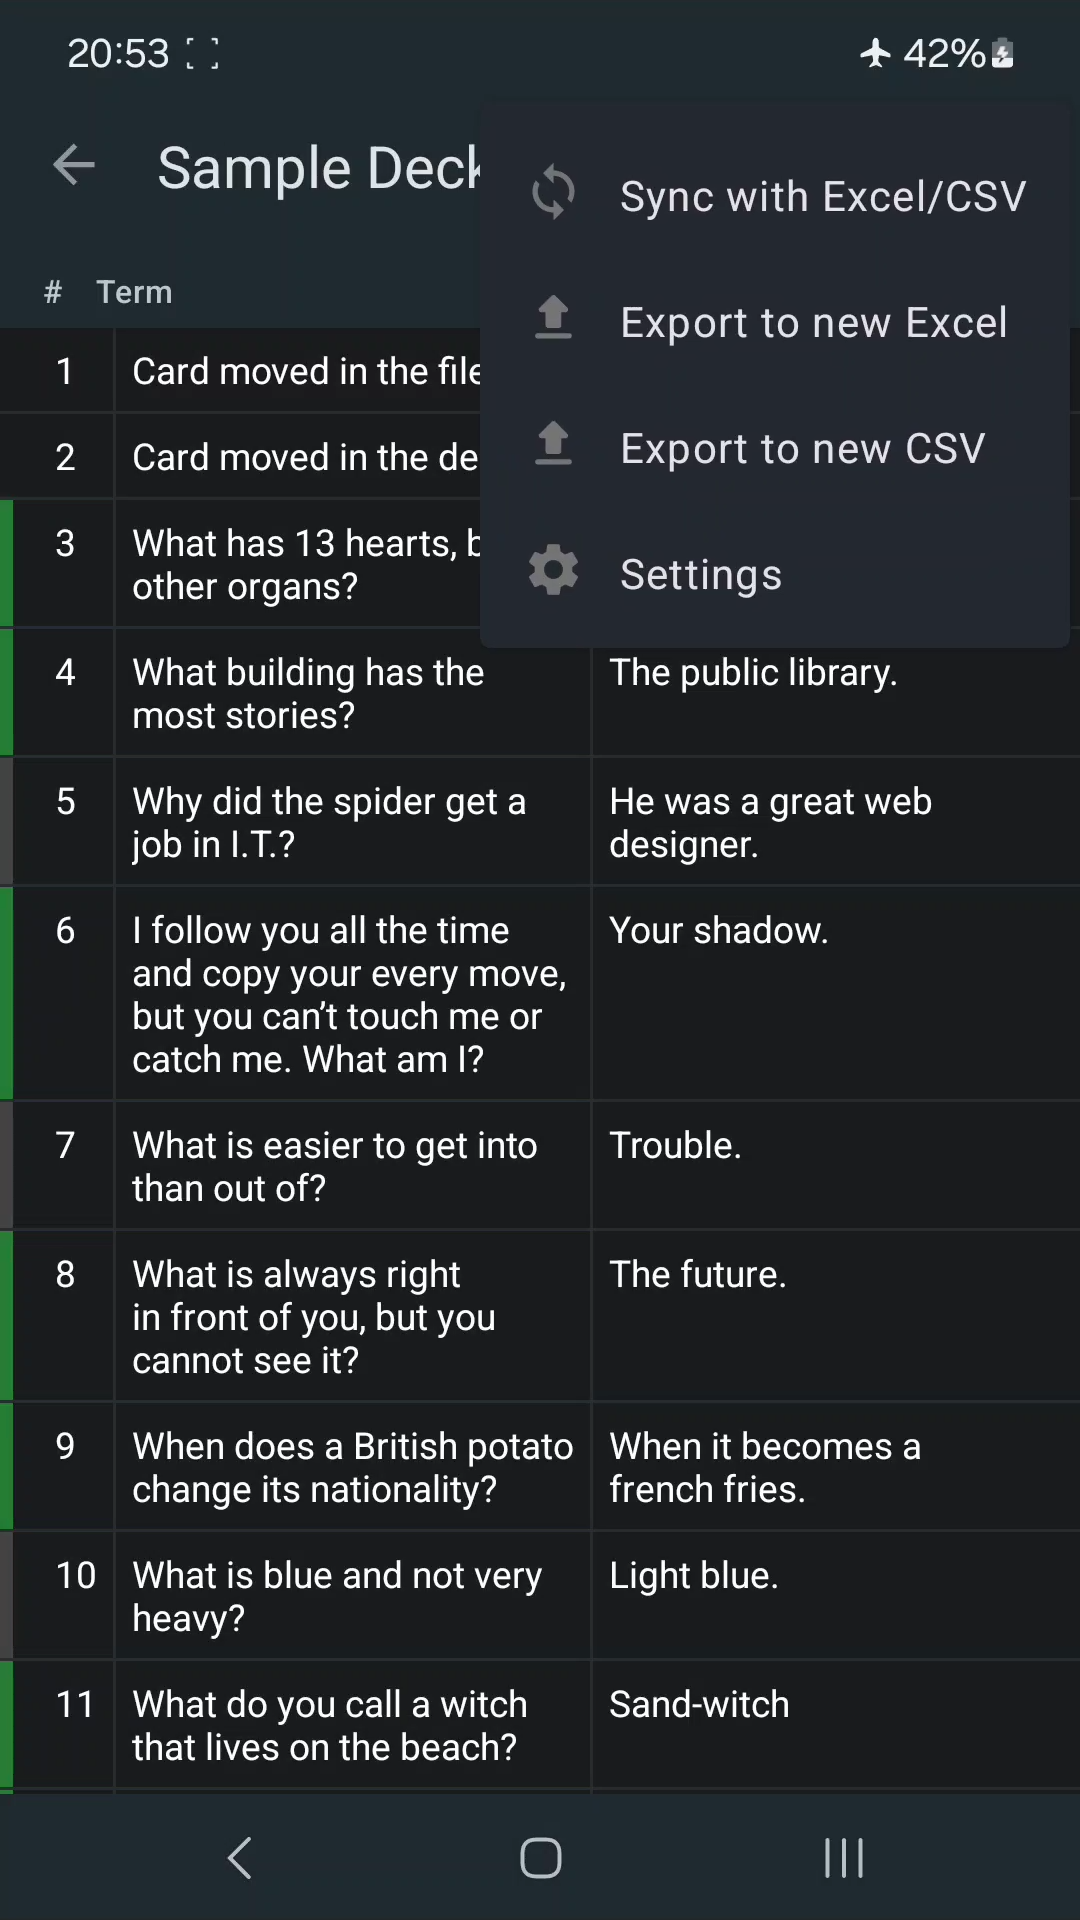 20:53
42%
Sample Deck
Sync with Excel/CSV
Export to new Excel
Export to new CSV
Settings
# Term
1 Card moved in the file
2 Card moved in the de
3 What has 13 hearts, b
other organs?
4 What building has the
most stories?
The public library.
5 Why did the spider get a
job in I.T.?
He was a great web
designer.
6 I follow you all the time
and copy your every move,
but you can’t touch me or
catch me. What am I?
Your shadow.
7 What is easier to get into
than out of?
Trouble.
8 What is always right
in front of you, but you
cannot see it?
The future.
9 When does a British potato
change its nationality?
When it becomes a
french fries.
10 What is blue and not very
heavy?
Light blue.
11 What do you call a witch
that lives on the beach?
Sand-witch